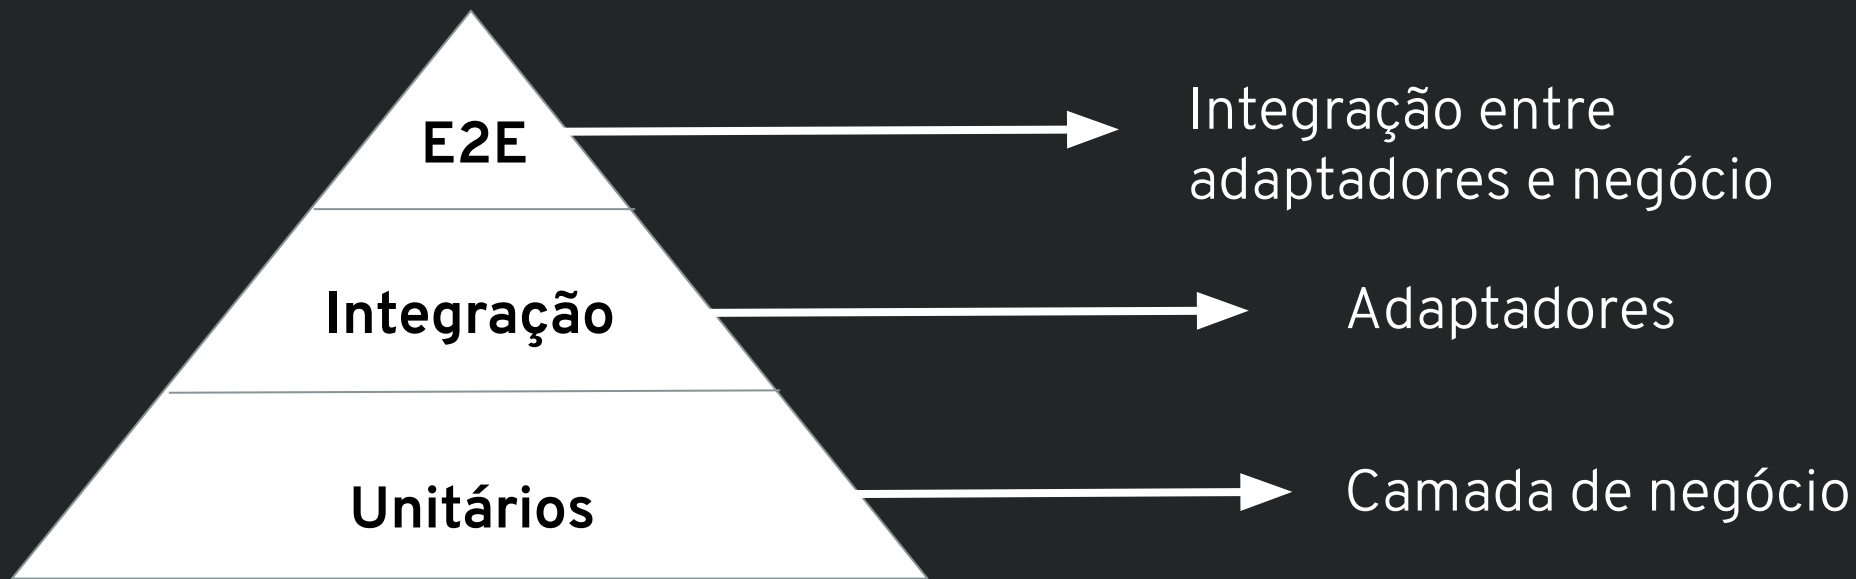 E2E
Integração entre
adaptadores e negócio
Integração
Adaptadores
Unitários
Camada de negócio